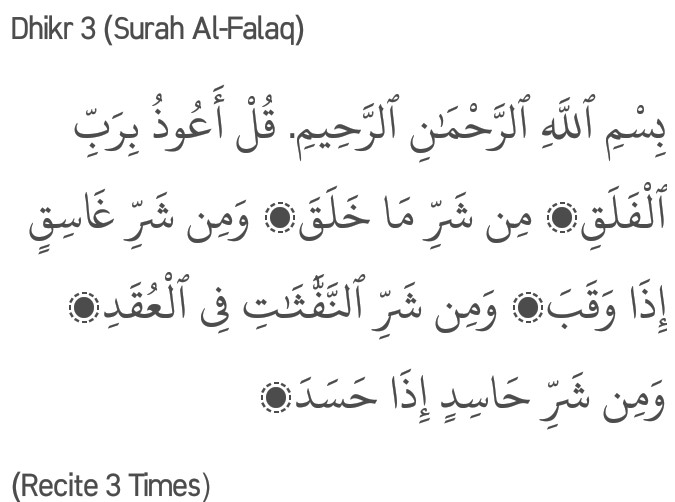 Dhikr 3 (Surah Al-Falaq)
بِسْمِ ٱللَّهِ ٱلرَّحْمَـٰنِ ٱلرَّحِيمِ. قُلْ أَعُوذُ بِرَبِّ
ٱلْفَلَقِ۝ مِن شَرِّ مَا خَلَقَ۝ وَمِن شَرِّ غَاسِقٍ
إِذَا وَقَبَ۝ وَمِن شَرِّ ٱلنَّفَّـٰثَـٰتِ فِى ٱلْعُقَدِ۝
وَمِن شَرِّ حَاسِدٍ إِذَا حَسَدَ۝
(Recite 3 Times)